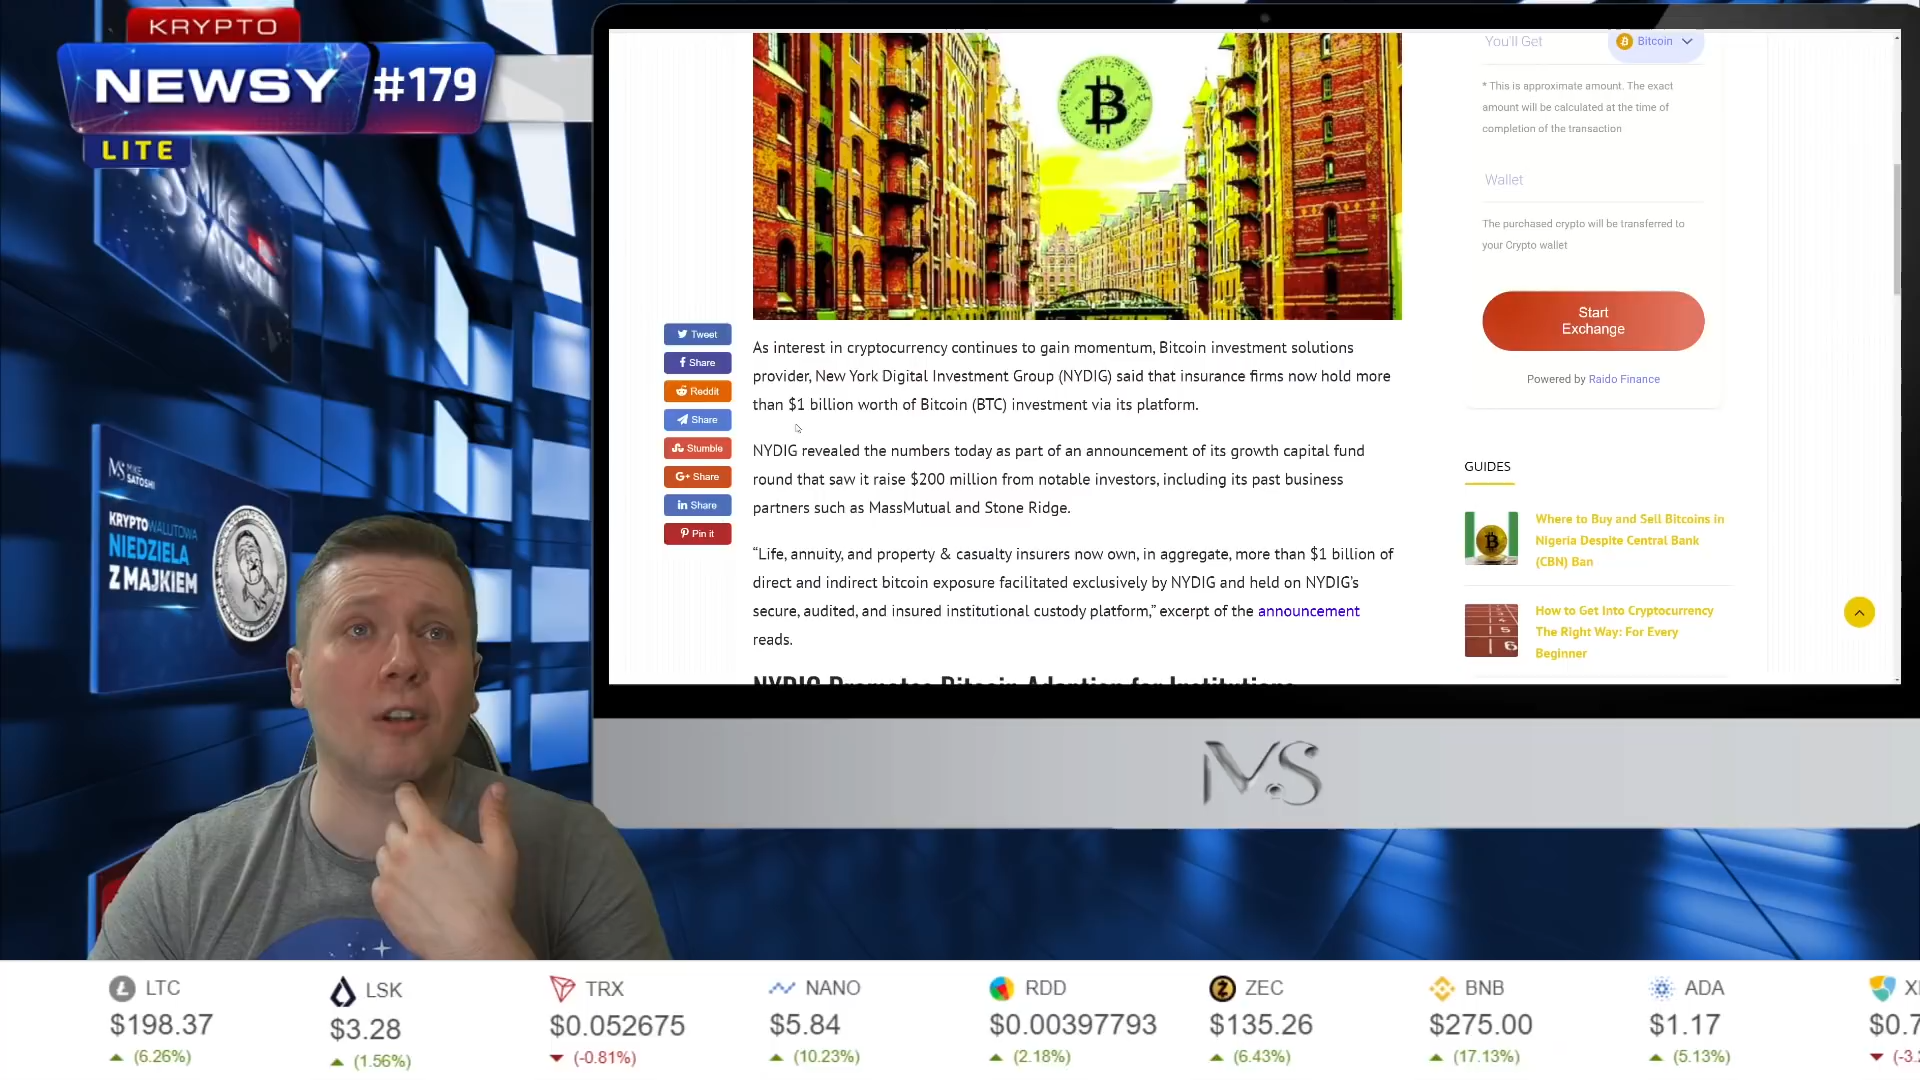 KRYPTO
NEWSY #179
LITE
MS MIKE SATOSHI
KRYPTOWALUTOWA
NIEDZIELA
Z MAJKIEM
You'll Get
Bitcoin
* This is approximate amount. The exact
amount will be calculated at the time of
completion of the transaction
Wallet
The purchased crypto will be transferred to
your Crypto wallet
Start
Exchange
Powered by Raido Finance
Tweet
Share
Reddit
Share
Stumble
G+ Share
in Share
Pin it
As interest in cryptocurrency continues to gain momentum, Bitcoin investment solutions
provider, New York Digital Investment Group (NYDIG) said that insurance firms now hold more
than $1 billion worth of Bitcoin (BTC) investment via its platform.
NYDIG revealed the numbers today as part of an announcement of its growth capital fund
round that saw it raise $200 million from notable investors, including its past business
partners such as MassMutual and Stone Ridge.
“Life, annuity, and property & casualty insurers now own, in aggregate, more than $1 billion of
direct and indirect bitcoin exposure facilitated exclusively by NYDIG and held on NYDIG’s
secure, audited, and insured institutional custody platform,” excerpt of the announcement
reads.
NYDIG Promotes Bitcoin Adoption for Institutions
GUIDES
Where to Buy and Sell Bitcoins in
Nigeria Despite Central Bank
(CBN) Ban
How to Get Into Cryptocurrency
The Right Way: For Every
Beginner
MS
LTC
$198.37
(6.26%)
LSK
$3.28
(1.56%)
TRX
$0.052675
(-0.81%)
NANO
$5.84
(10.23%)
RDD
$0.00397793
(2.18%)
ZEC
$135.26
(6.43%)
BNB
$275.00
(17.13%)
ADA
$1.17
(5.13%)